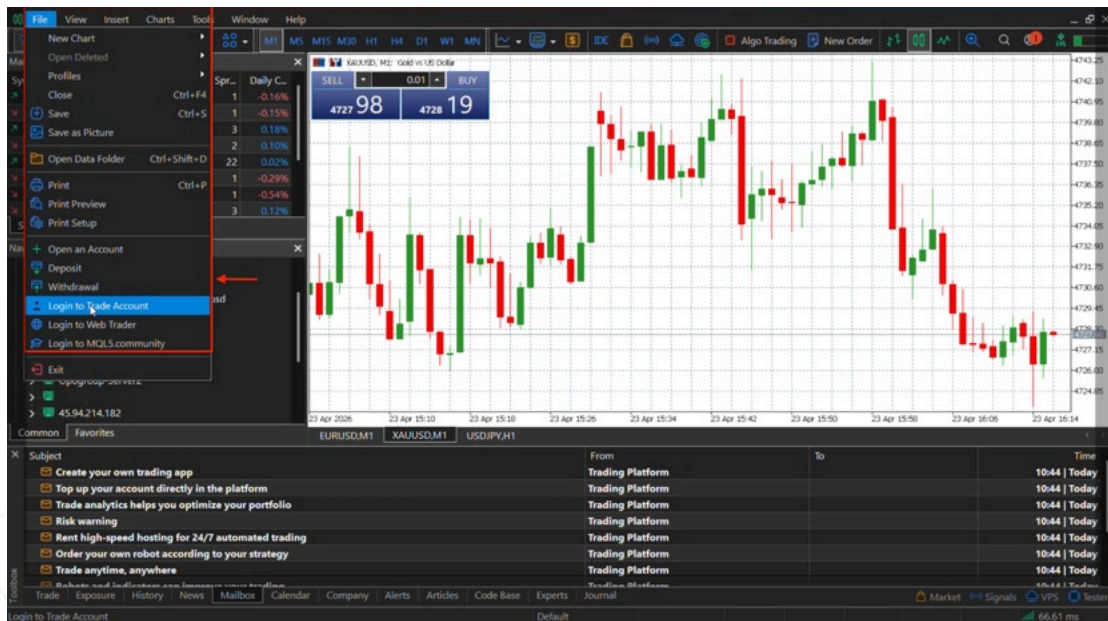 File View Insert Charts Tools Window Help
New Chart
Open Deleted
Profiles
Close Ctrl+F4
Save Ctrl+S
Save as Picture
Open Data Folder Ctrl+Shift+D
Print Ctrl+P
Print Preview
Print Setup
Open an Account
Deposit
Withdrawal
Login to Trade Account
Login to Web Trader
Login to MQL5.community
Exit
M1 M5 M15 M30 H1 H4 D1 W1 MN IDE Algo Trading New Order
Spr... Daily C...
1 -0.16%
1 -0.15%
3 0.18%
2 0.10%
22 0.02%
1 -0.29%
1 -0.54%
3 0.12%
usd
45.94.214.182
Common Favorites
XAUUSD, M1: Gold vs US Dollar
SELL 0.01 BUY
4727 98 4728 19
4743.25
4742.10
4740.95
4739.80
4738.65
4737.50
4736.35
4735.20
4734.05
4732.90
4731.75
4730.60
4729.45
4727.15
4726.00
4724.85
23 Apr 2026 23 Apr 15:10 23 Apr 15:18 23 Apr 15:26 23 Apr 15:34 23 Apr 15:42 23 Apr 15:50 23 Apr 15:58 23 Apr 16:06 23 Apr 16:14
EURUSD,M1 XAUUSD,M1 USDJPY,H1
Subject From To Time
Create your own trading app Trading Platform 10:44 | Today
Top up your account directly in the platform Trading Platform 10:44 | Today
Trade analytics helps you optimize your portfolio Trading Platform 10:44 | Today
Risk warning Trading Platform 10:44 | Today
Rent high-speed hosting for 24/7 automated trading Trading Platform 10:44 | Today
Order your own robot according to your strategy Trading Platform 10:44 | Today
Trade anytime, anywhere Trading Platform 10:44 | Today
Robots and indicators can improve your trading Trading Platform 10:44 | Today
Toolbox
Trade Exposure History News Mailbox Calendar Company Alerts Articles Code Base Experts Journal Market Signals VPS Tester
Login to Trade Account Default 66.61 ms